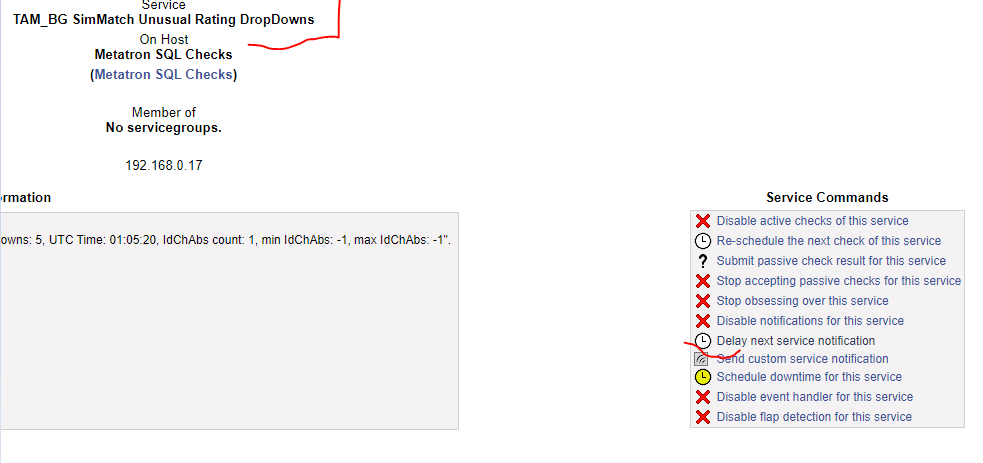 Service
TAM_BG SimMatch Unusual Rating DropDowns
On Host
Metatron SQL Checks
(Metatron SQL Checks)
Member of
No servicegroups.
192.168.0.17
rmation
Service Commands
owns: 5, UTC Time: 01:05:20, IdChAbs count: 1, min IdChAbs: -1, max IdChAbs: -1".
Disable active checks of this service
Re-schedule the next check of this service
? Submit passive check result for this service
Stop accepting passive checks for this service
Stop obsessing over this service
Disable notifications for this service
Delay next service notification
Send custom service notification
Schedule downtime for this service
Disable event handler for this service
Disable flap detection for this service